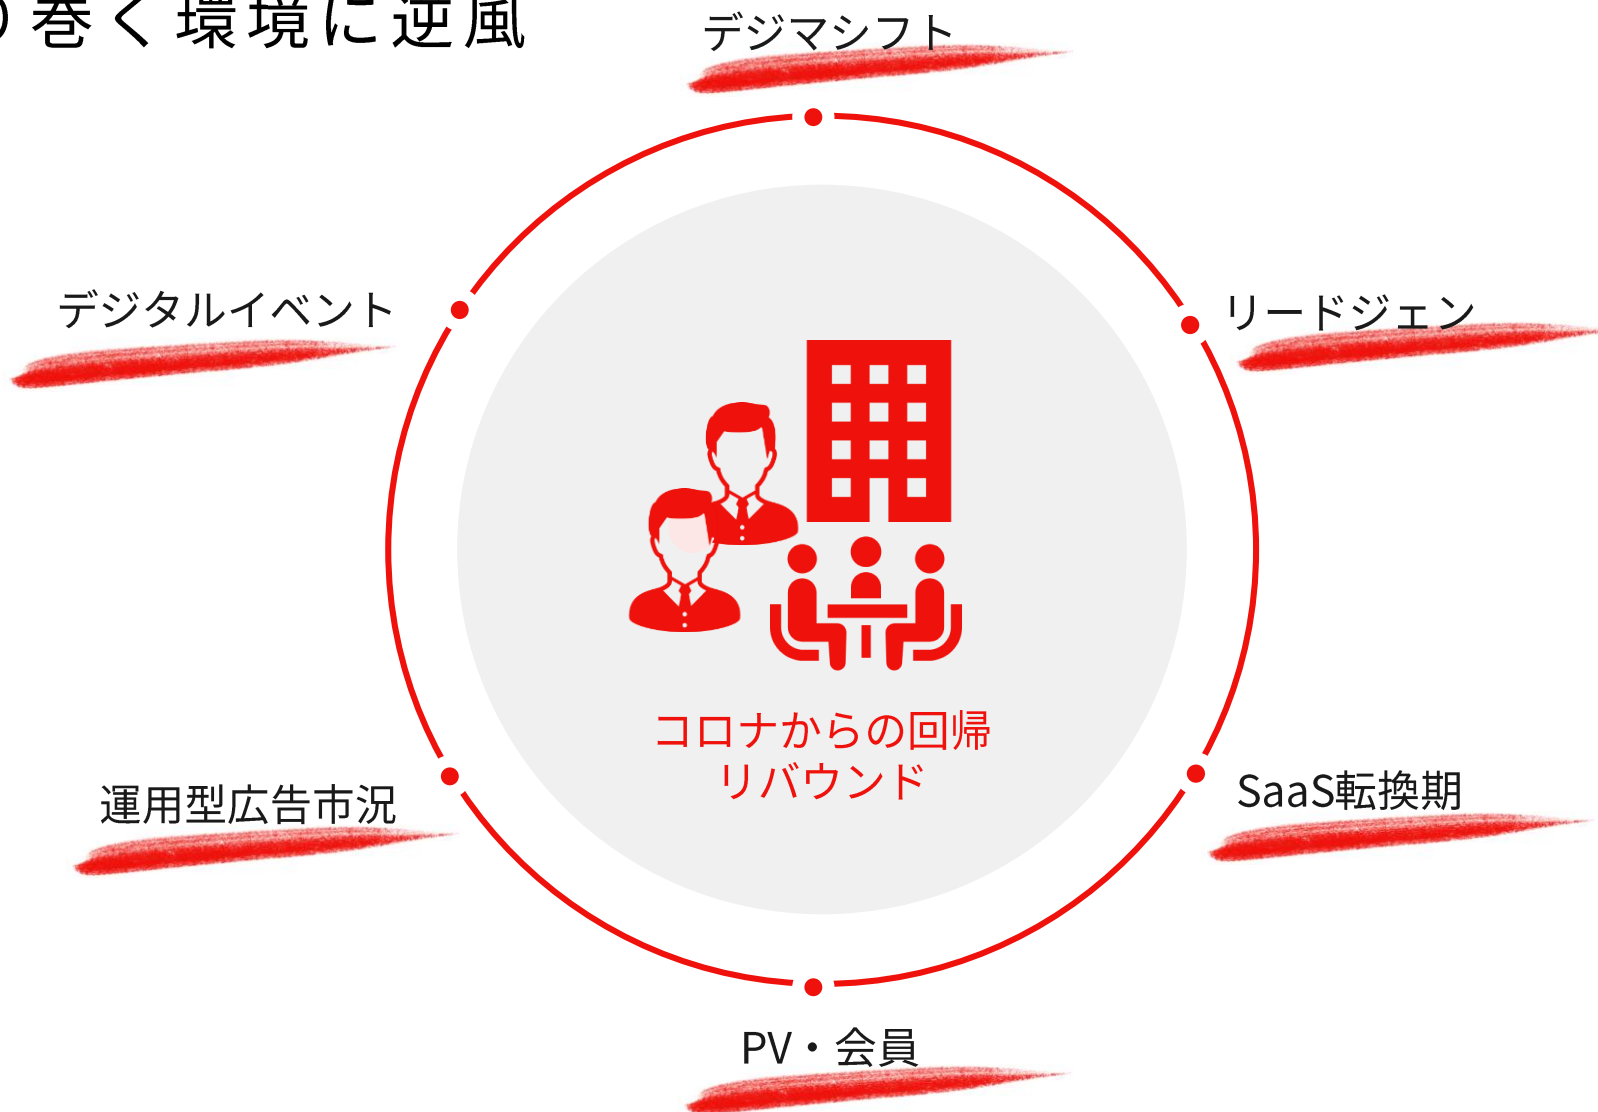 巻く環境に逆風
デジマシフト
デジタルイベント
リードジェン
コロナからの回帰
リバウンド
運用型広告市況
SaaS転換期
PV・会員